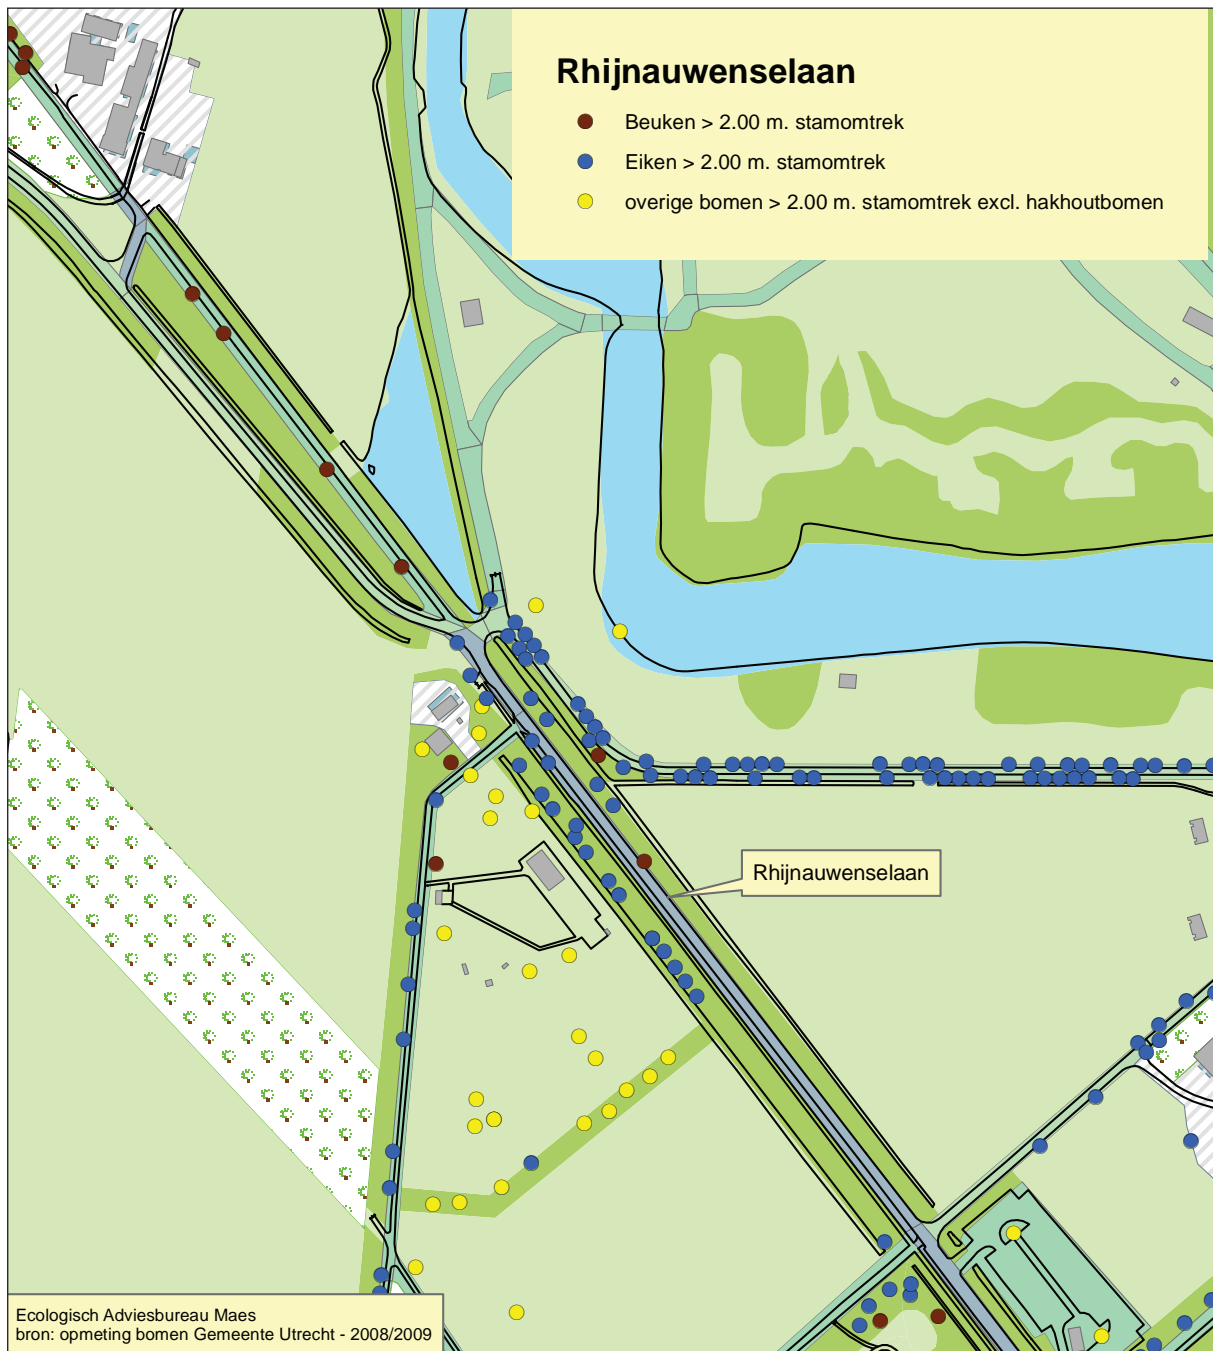 Rhijnauwenselaan
Beuken > 2.00 m. stamomtrek
Eiken > 2.00 m. stamomtrek
overige bomen > 2.00 m. stamomtrek excl. hakhoutbomen
Rhijnauwenselaan
Ecologisch Adviesbureau Maes
bron: opmeting bomen Gemeente Utrecht - 2008/2009